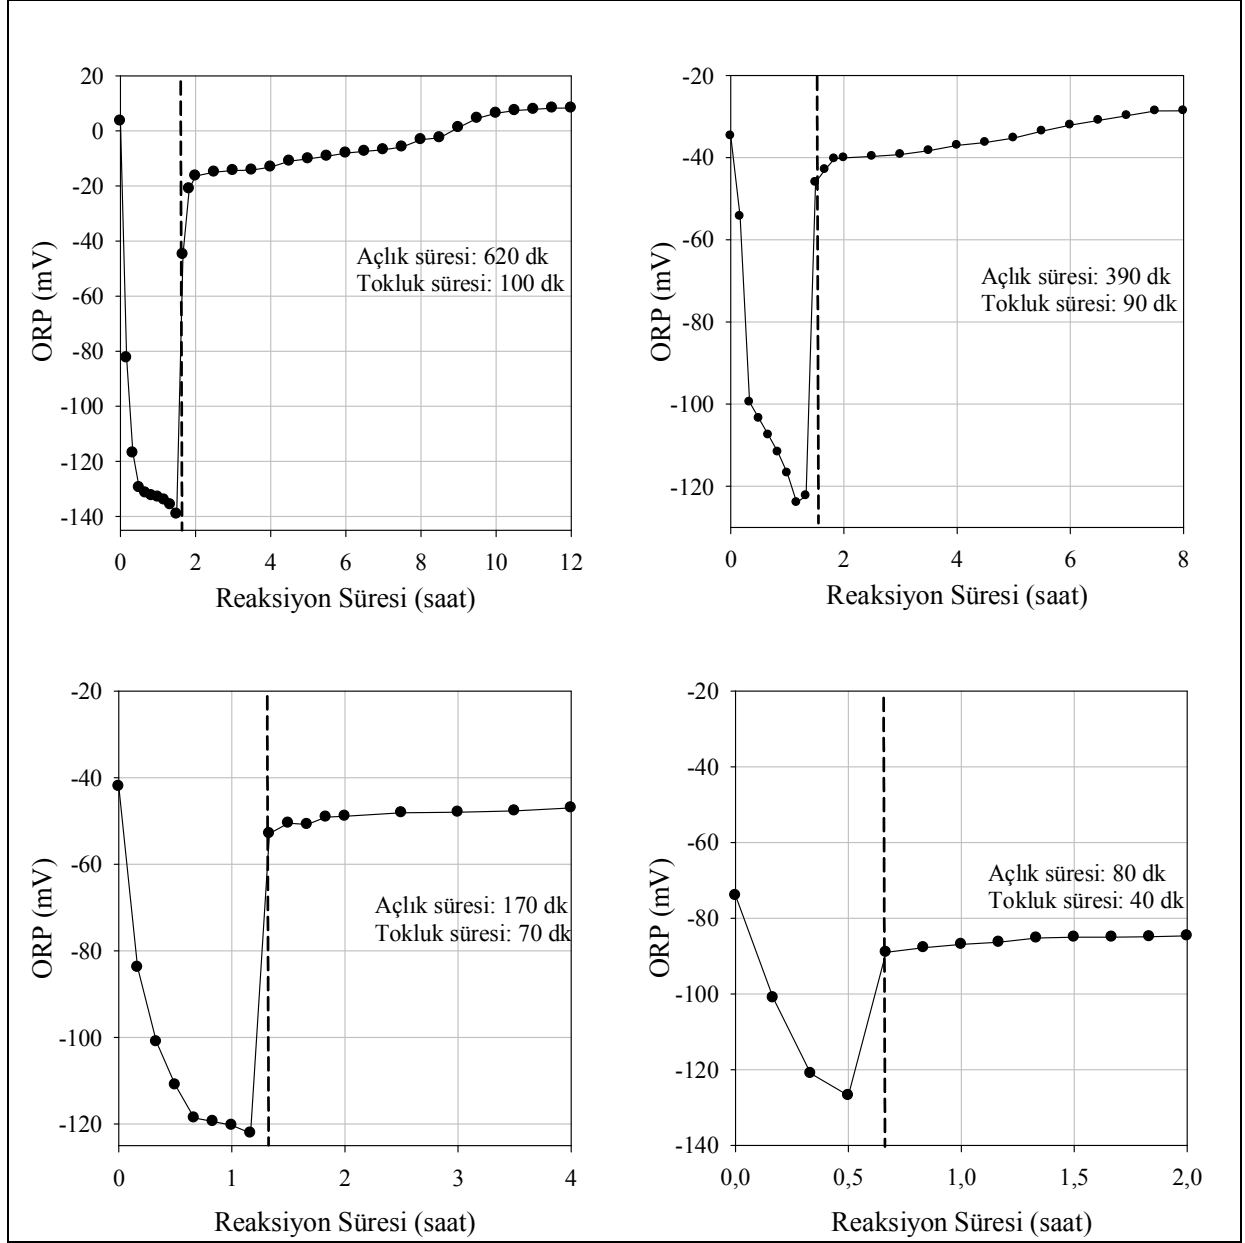 20
0
-20
-40
-60
-80
-100
-120
-140
ORP (mV)
Açlık süresi: 620 dk
Tokluk süresi: 100 dk
0 2 4 6 8 10 12
Reaksiyon Süresi (saat)
-20
-40
-60
-80
-100
-120
ORP (mV)
Açlık süresi: 390 dk
Tokluk süresi: 90 dk
0 2 4 6 8
Reaksiyon Süresi (saat)
-20
-40
-60
-80
-100
-120
ORP (mV)
Açlık süresi: 170 dk
Tokluk süresi: 70 dk
0 1 2 3 4
Reaksiyon Süresi (saat)
-20
-40
-60
-80
-100
-120
-140
ORP (mV)
Açlık süresi: 80 dk
Tokluk süresi: 40 dk
0,0 0,5 1,0 1,5 2,0
Reaksiyon Süresi (saat)